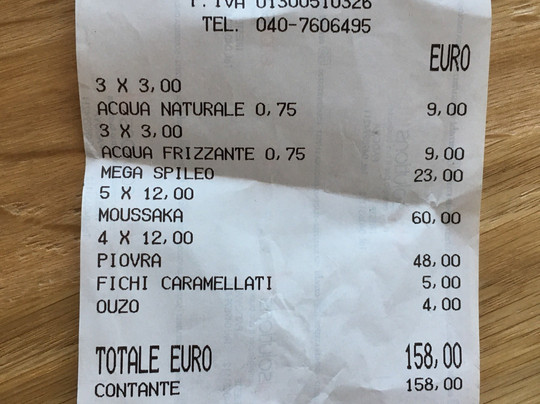 P. IVA 01300510326
TEL. 040-7606495
EURO
3 X 3,00
ACQUA NATURALE 0,75 9,00
3 X 3,00
ACQUA FRIZZANTE 0,75 9,00
MEGA SPILEO 23,00
5 X 12,00
MOUSSAKA 60,00
4 X 12,00
PIOVRA 48,00
FICHI CARAMELLATI 5,00
OUZO 4,00
TOTALE EURO 158,00
CONTANTE 158,00